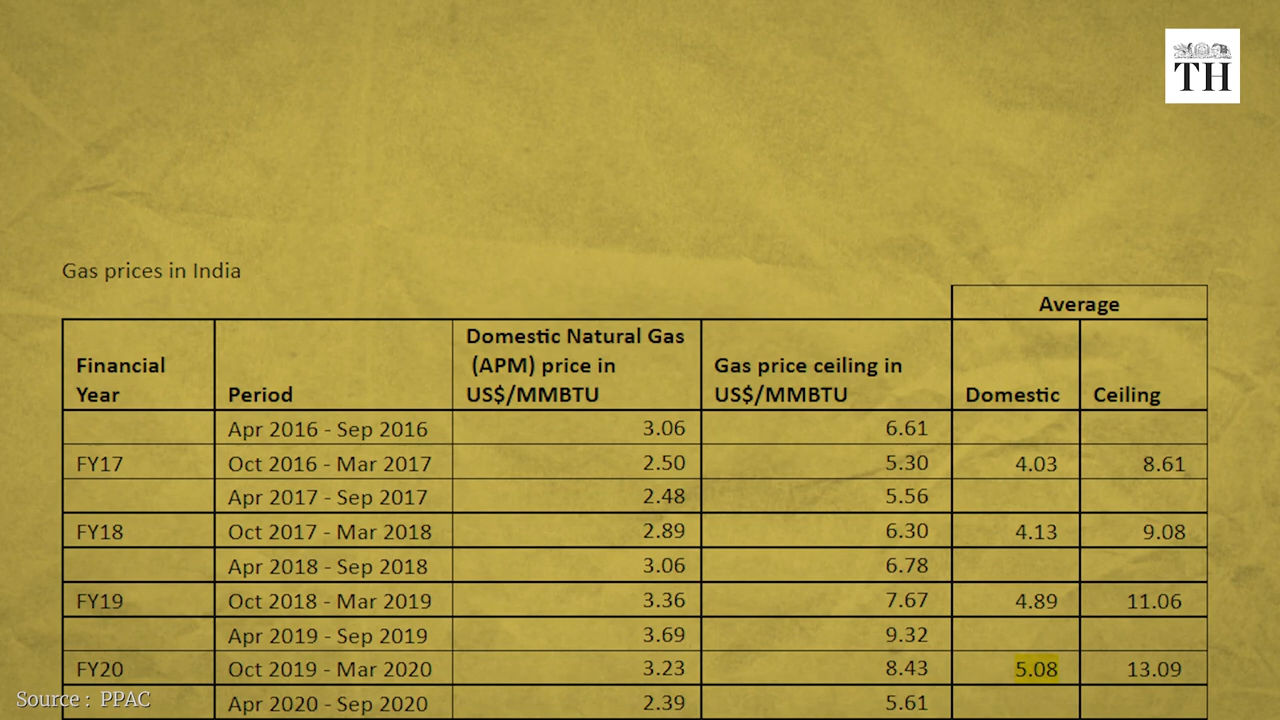 TH
Gas prices in India
Average
Financial Year Period Domestic Natural Gas (APM) price in US$/MMBTU Gas price ceiling in US$/MMBTU Domestic Ceiling
Apr 2016 - Sep 2016 3.06 6.61
FY17 Oct 2016 - Mar 2017 2.50 5.30 4.03 8.61
Apr 2017 - Sep 2017 2.48 5.56
FY18 Oct 2017 - Mar 2018 2.89 6.30 4.13 9.08
Apr 2018 - Sep 2018 3.06 6.78
FY19 Oct 2018 - Mar 2019 3.36 7.67 4.89 11.06
Apr 2019 - Sep 2019 3.69 9.32
FY20 Oct 2019 - Mar 2020 3.23 8.43 5.08 13.09
Apr 2020 - Sep 2020 2.39 5.61
Source : PPAC